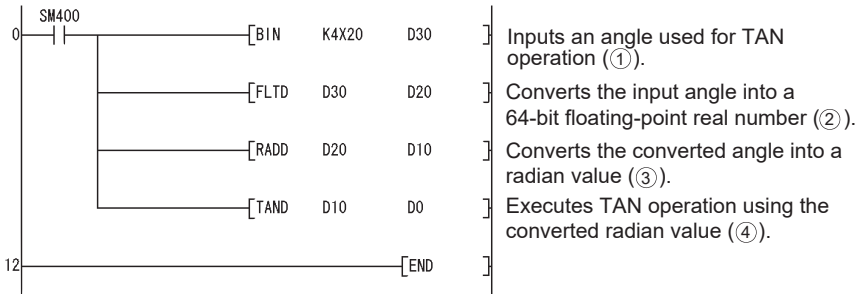 SM400
0 BIN K4X20 D30 Inputs an angle used for TAN
operation (①).
FLTD D30 D20 Converts the input angle into a
64-bit floating-point real number (②).
RADD D20 D10 Converts the converted angle into a
radian value (③).
TAND D10 D0 Executes TAN operation using the
converted radian value (④).
12 END